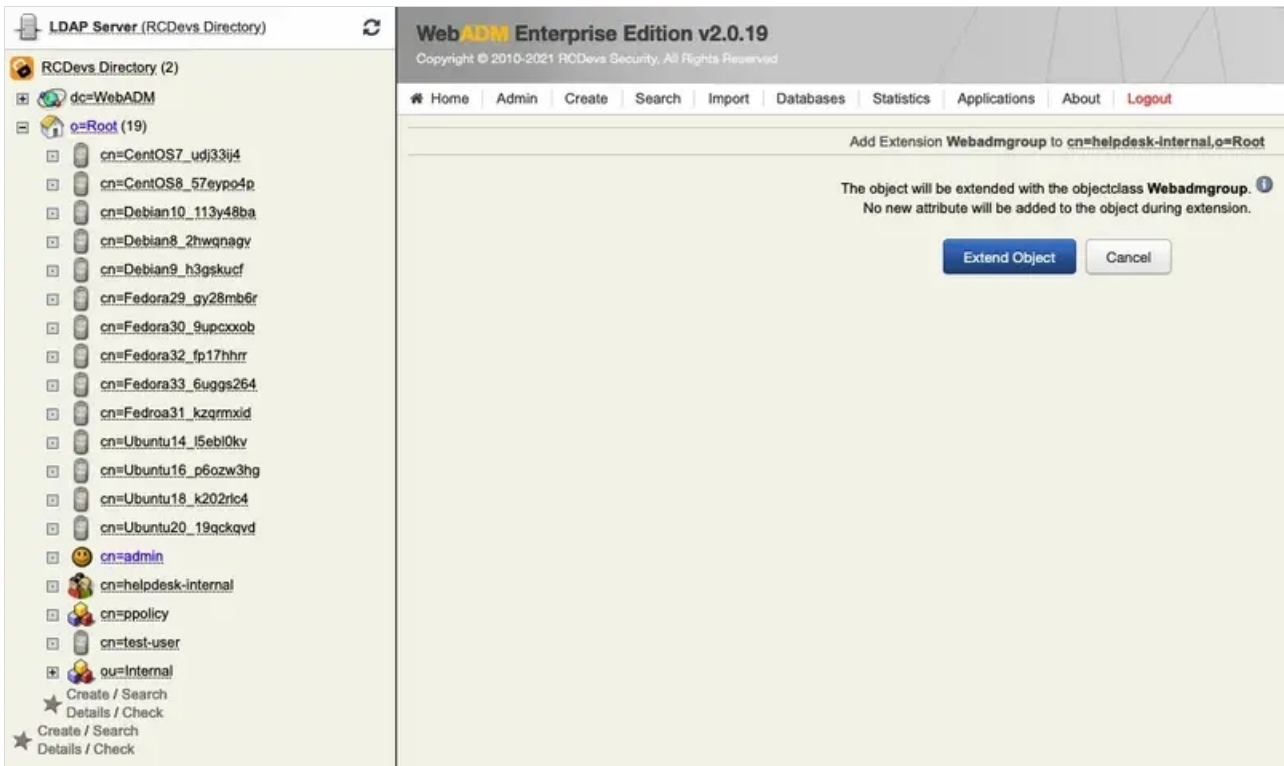 LDAP Server (RCDevs Directory)
RCDevs Directory (2)
dc=WebADM
o=Root (19)
cn=CentOS7_udj33ij4
cn=CentOS8_57eypo4p
cn=Debian10_113y48ba
cn=Debian8_2hwqnagv
cn=Debian9_h3gskucf
cn=Fedora29_gy28mb6r
cn=Fedora30_9upcxxob
cn=Fedora32_fp17hhrr
cn=Fedora33_6uggs264
cn=Fedroa31_kzqrmxid
cn=Ubuntu14_l5ebl0kv
cn=Ubuntu16_p6ozw3hg
cn=Ubuntu18_k202rlc4
cn=Ubuntu20_19qckqvd
cn=admin
cn=helpdesk-internal
cn=ppolicy
cn=test-user
ou=Internal
Create / Search
Details / Check
Create / Search
Details / Check
WebADM Enterprise Edition v2.0.19
Copyright © 2010-2021 RCDevs Security, All Rights Reserved
Home Admin Create Search Import Databases Statistics Applications About Logout
Add Extension Webadmgroup to cn=helpdesk-internal,o=Root
The object will be extended with the objectclass Webadmgroup.
No new attribute will be added to the object during extension.
Extend Object Cancel